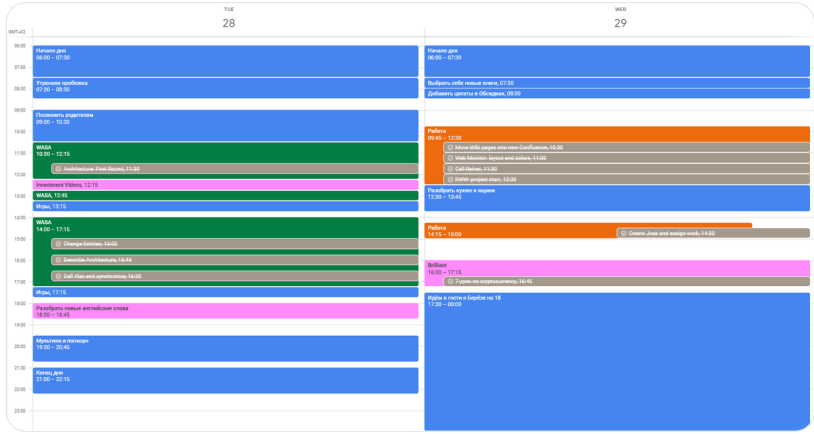 TUE
28
WED
29
GMT+02
06:00
07:00
08:00
09:00
10:00
11:00
12:00
13:00
14:00
15:00
16:00
17:00
18:00
19:00
20:00
21:00
22:00
23:00
Начало дня
06:00 – 07:30
Утренняя пробежка
07:30 – 08:30
Позвонить родителям
09:00 – 10:30
WASA
10:30 – 12:15
Architecture: First Round, 11:30
Investment Videos, 12:15
WASA, 12:45
Игры, 13:15
WASA
14:00 – 17:15
Change Entities, 15:00
Describe Architecture, 15:45
Call Alex and synchronize, 16:30
Игры, 17:15
Разобрать новые английские слова
18:00 – 18:45
Мультики и попкорн
19:30 – 20:45
Конец дня
21:00 – 22:15
Начало дня
06:00 – 07:30
Выбрать себе новые книги, 07:30
Добавить цитаты в Обсидиан, 08:00
Работа
09:45 – 12:30
Move Wiki pages into new Confluence, 10:30
Web Monitor: layout and colors, 11:00
Call 11:30
project start, 12:00
Разобрать кухню и ящики
12:30 – 13:45
Работа
14:15 – 15:00
Create Jiras and assign work, 14:30
Brilliant
16:00 – 17:15
7 урок по cryptocurrency, 16:45
Идём в гости к Берёзе на 18
17:30 – 00:00